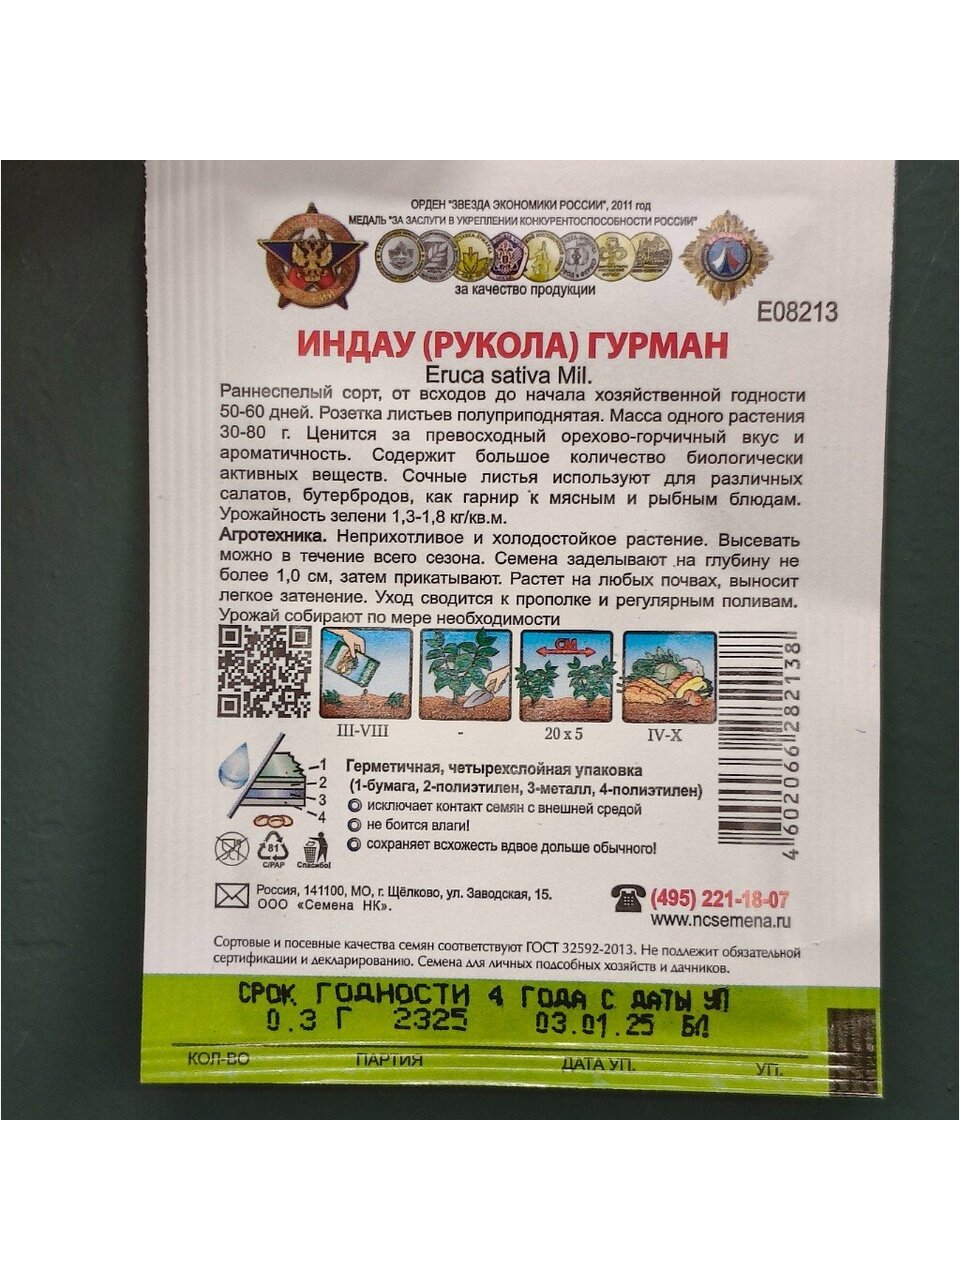 ОРДЕН "ЗВЕЗДА ЭКОНОМИКИ РОССИИ", 2011 год
МЕДАЛЬ "ЗА ЗАСЛУГИ В УКРЕПЛЕНИИ КОНКУРЕНТОСПОСОБНОСТИ РОССИИ"
за качество продукции
E08213
ИНДАУ (РУКОЛА) ГУРМАН
Eruca sativa Mil.
Раннеспелый сорт, от всходов до начала хозяйственной годности
50-60 дней. Розетка листьев полуприподнятая. Масса одного растения
30-80 г. Ценится за превосходный орехово-горчичный вкус и
ароматичность. Содержит большое количество биологически
активных веществ. Сочные листья используют для различных
салатов, бутербродов, как гарнир к мясным и рыбным блюдам.
Урожайность зелени 1,3-1,8 кг/кв.м.
Агротехника. Неприхотливое и холодостойкое растение. Высевать
можно в течение всего сезона. Семена заделывают на глубину не
более 1,0 см, затем прикатывают. Растет на любых почвах, выносит
легкое затенение. Уход сводится к прополке и регулярным поливам.
Урожай собирают по мере необходимости
СМ
III-VIII - 20 x 5 IV-X
4 602066 282138
1
2
3
4
Герметичная, четырехслойная упаковка
(1-бумага, 2-полиэтилен, 3-металл, 4-полиэтилен)
исключает контакт семян с внешней средой
не боится влаги!
сохраняет всхожесть вдвое дольше обычного!
81
C/PAP
Спасибо!
Россия, 141100, МО, г. Щёлково, ул. Заводская, 15.
ООО «Семена НК».
(495) 221-18-07
www.ncsemena.ru
Сортовые и посевные качества семян соответствуют ГОСТ 32592-2013. Не подлежит обязательной
сертификации и декларированию. Семена для личных подсобных хозяйств и дачников.
СРОК ГОДНОСТИ 4 ГОДА С ДАТЫ УП
0.3 Г 2325 03.01.25 БЛ
КОЛ-ВО ПАРТИЯ ДАТА УП. УП.